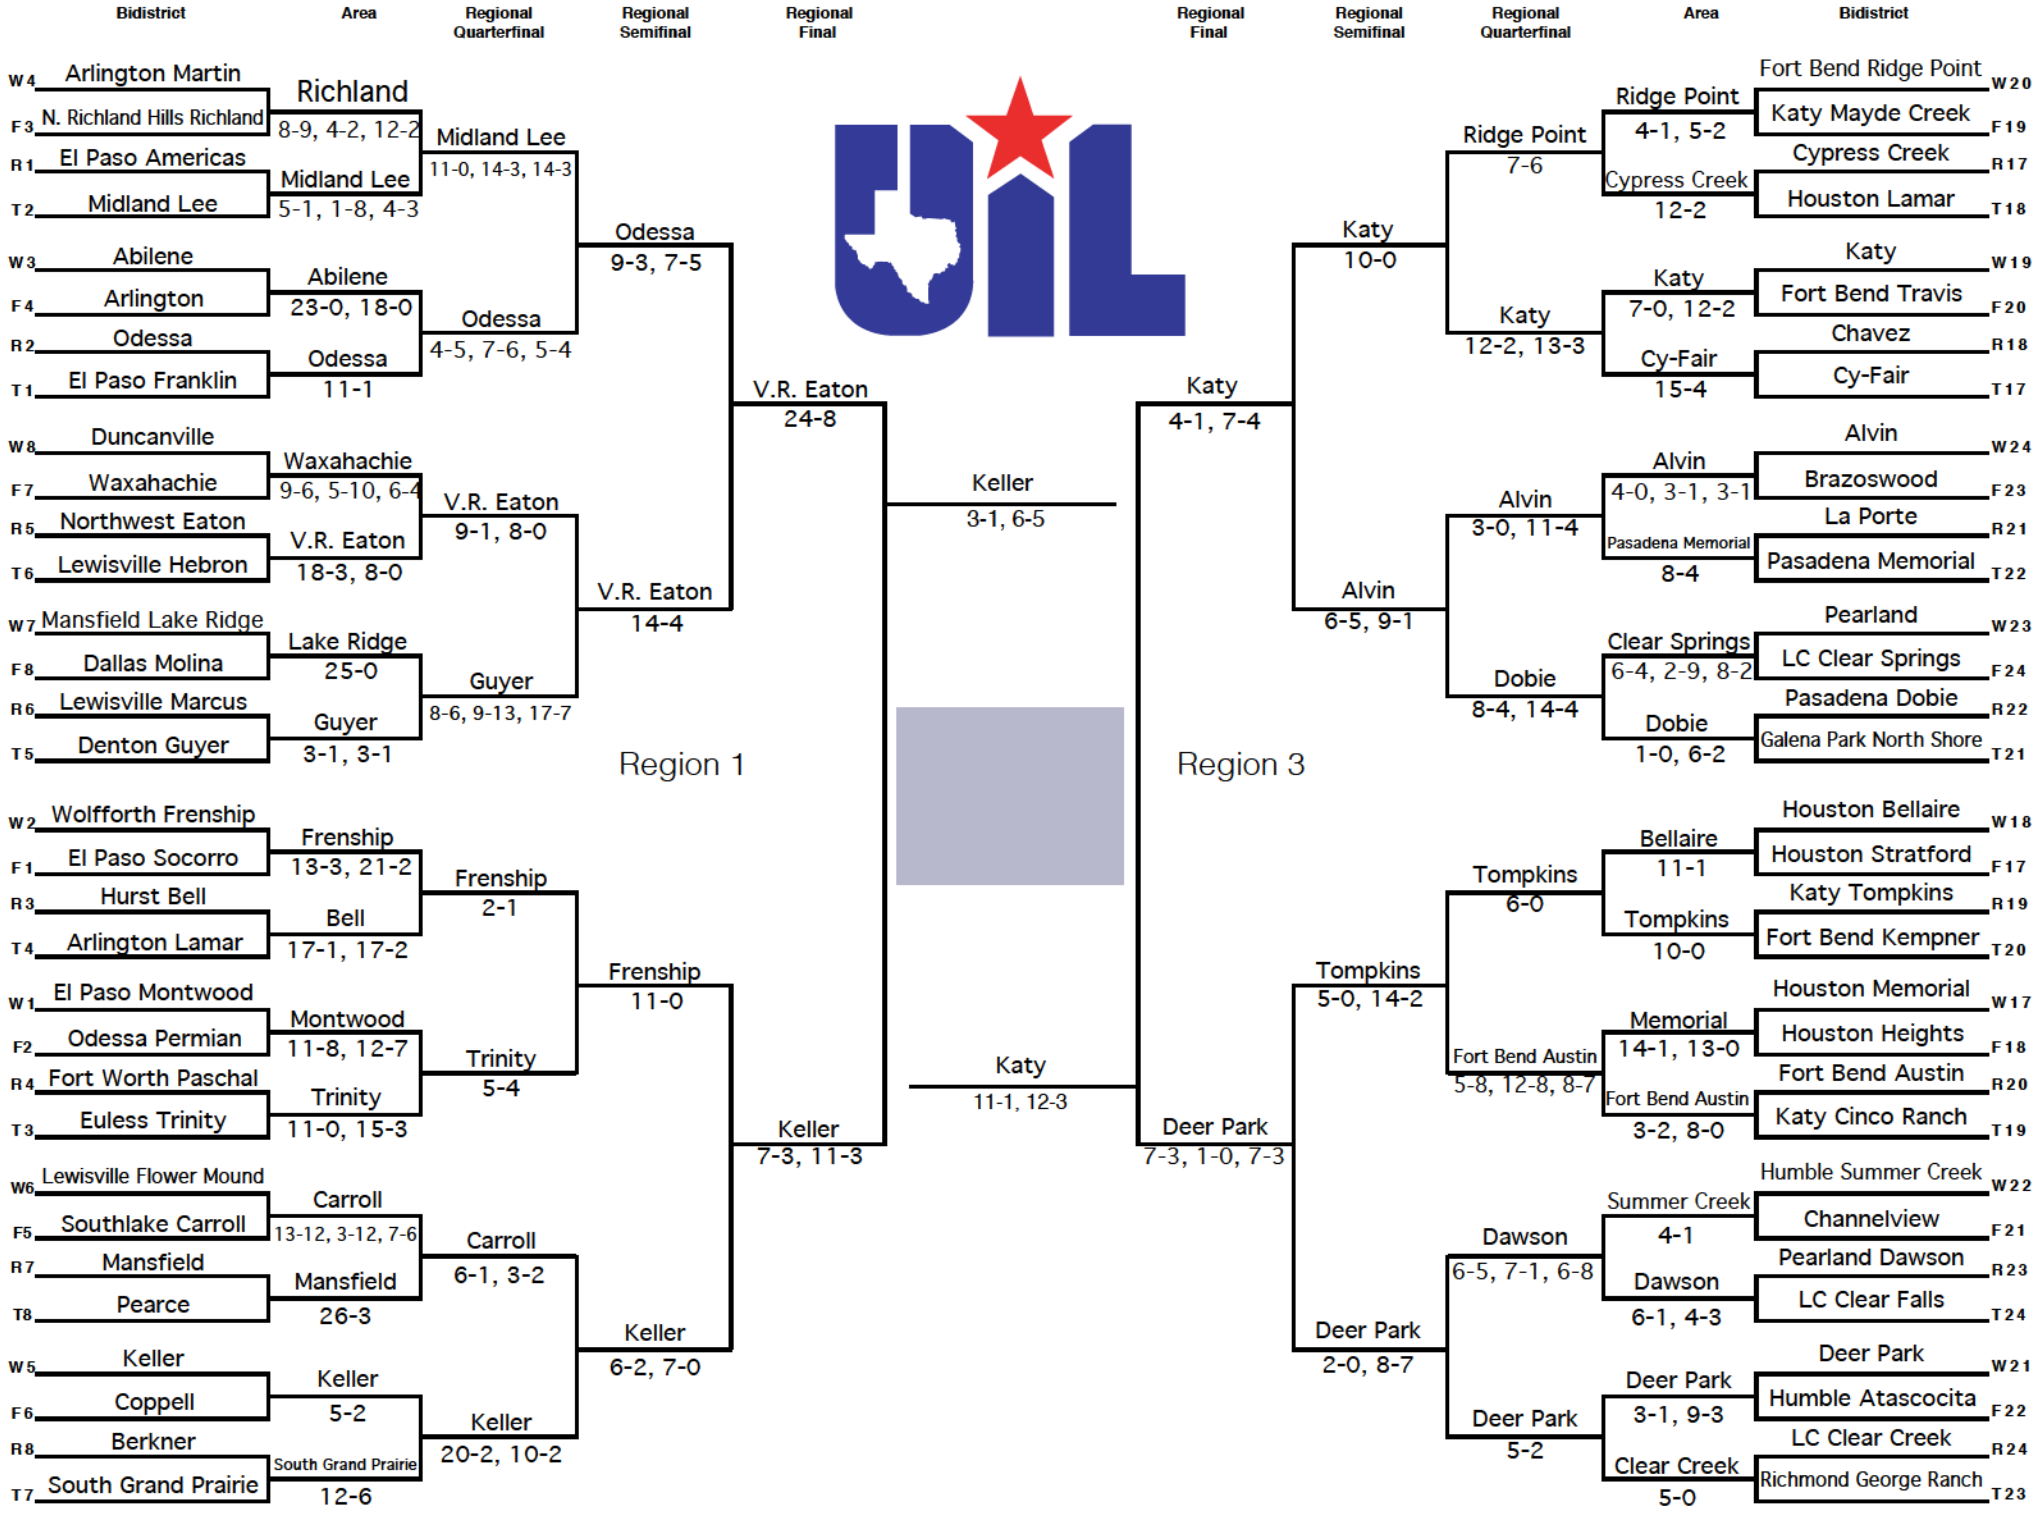 Bidistrict
Area
Regional
Quarterfinal
Regional
Semifinal
Regional
Final
Regional
Final
Regional
Semifinal
Regional
Quarterfinal
Area
Bidistrict
W4 Arlington Martin
F3 N. Richland Hills Richland
R1 El Paso Americas
T2 Midland Lee
W3 Abilene
F4 Arlington
R2 Odessa
T1 El Paso Franklin
W8 Duncanville
F7 Waxahachie
R5 Northwest Eaton
T6 Lewisville Hebron
W7 Mansfield Lake Ridge
F8 Dallas Molina
R6 Lewisville Marcus
T5 Denton Guyer
W2 Wolfforth Frenship
F1 El Paso Socorro
R3 Hurst Bell
T4 Arlington Lamar
W1 El Paso Montwood
F2 Odessa Permian
R4 Fort Worth Paschal
T3 Euless Trinity
W6 Lewisville Flower Mound
F5 Southlake Carroll
R7 Mansfield
T8 Pearce
W5 Keller
F6 Coppell
R8 Berkner
T7 South Grand Prairie
Richland
8-9, 4-2, 12-2
Midland Lee
5-1, 1-8, 4-3
Abilene
23-0, 18-0
Odessa
11-1
Waxahachie
9-6, 5-10, 6-4
V.R. Eaton
18-3, 8-0
Lake Ridge
25-0
Guyer
3-1, 3-1
Frenship
13-3, 21-2
Bell
17-1, 17-2
Montwood
11-8, 12-7
Trinity
11-0, 15-3
Carroll
13-12, 3-12, 7-6
Mansfield
26-3
Keller
5-2
South Grand Prairie
12-6
Midland Lee
11-0, 14-3, 14-3
Odessa
4-5, 7-6, 5-4
V.R. Eaton
9-1, 8-0
Guyer
8-6, 9-13, 17-7
Frenship
2-1
Trinity
5-4
Carroll
6-1, 3-2
Keller
20-2, 10-2
Odessa
9-3, 7-5
V.R. Eaton
14-4
Region 1
Frenship
11-0
Keller
6-2, 7-0
V.R. Eaton
24-8
Keller
7-3, 11-3
UIL
Keller
3-1, 6-5
Katy
11-1, 12-3
Katy
4-1, 7-4
Region 3
Deer Park
7-3, 1-0, 7-3
Katy
10-0
Alvin
6-5, 9-1
Tompkins
5-0, 14-2
Deer Park
2-0, 8-7
Ridge Point
7-6
Katy
12-2, 13-3
Alvin
3-0, 11-4
Dobie
8-4, 14-4
Tompkins
6-0
Fort Bend Austin
5-8, 12-8, 8-7
Dawson
6-5, 7-1, 6-8
Deer Park
5-2
Ridge Point
4-1, 5-2
Cypress Creek
12-2
Katy
7-0, 12-2
Cy-Fair
15-4
Alvin
4-0, 3-1, 3-1
Pasadena Memorial
8-4
Clear Springs
6-4, 2-9, 8-2
Dobie
1-0, 6-2
Bellaire
11-1
Tompkins
10-0
Memorial
14-1, 13-0
Fort Bend Austin
3-2, 8-0
Summer Creek
4-1
Dawson
6-1, 4-3
Deer Park
3-1, 9-3
Clear Creek
5-0
Fort Bend Ridge Point W20
Katy Mayde Creek F19
Cypress Creek R17
Houston Lamar T18
Katy W19
Fort Bend Travis F20
Chavez R18
Cy-Fair T17
Alvin W24
Brazoswood F23
La Porte R21
Pasadena Memorial T22
Pearland W23
LC Clear Springs F24
Pasadena Dobie R22
Galena Park North Shore T21
Houston Bellaire W18
Houston Stratford F17
Katy Tompkins R19
Fort Bend Kempner T20
Houston Memorial W17
Houston Heights F18
Fort Bend Austin R20
Katy Cinco Ranch T19
Humble Summer Creek W22
Channelview F21
Pearland Dawson R23
LC Clear Falls T24
Deer Park W21
Humble Atascocita F22
LC Clear Creek R24
Richmond George Ranch T23